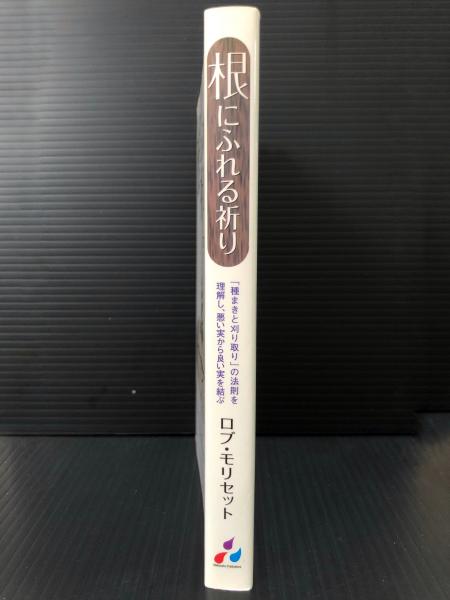 根にふれる祈り
「種まきと刈り取り」の法則を
理解し、悪い実から良い実を結ぶ
ロブ・モリセット